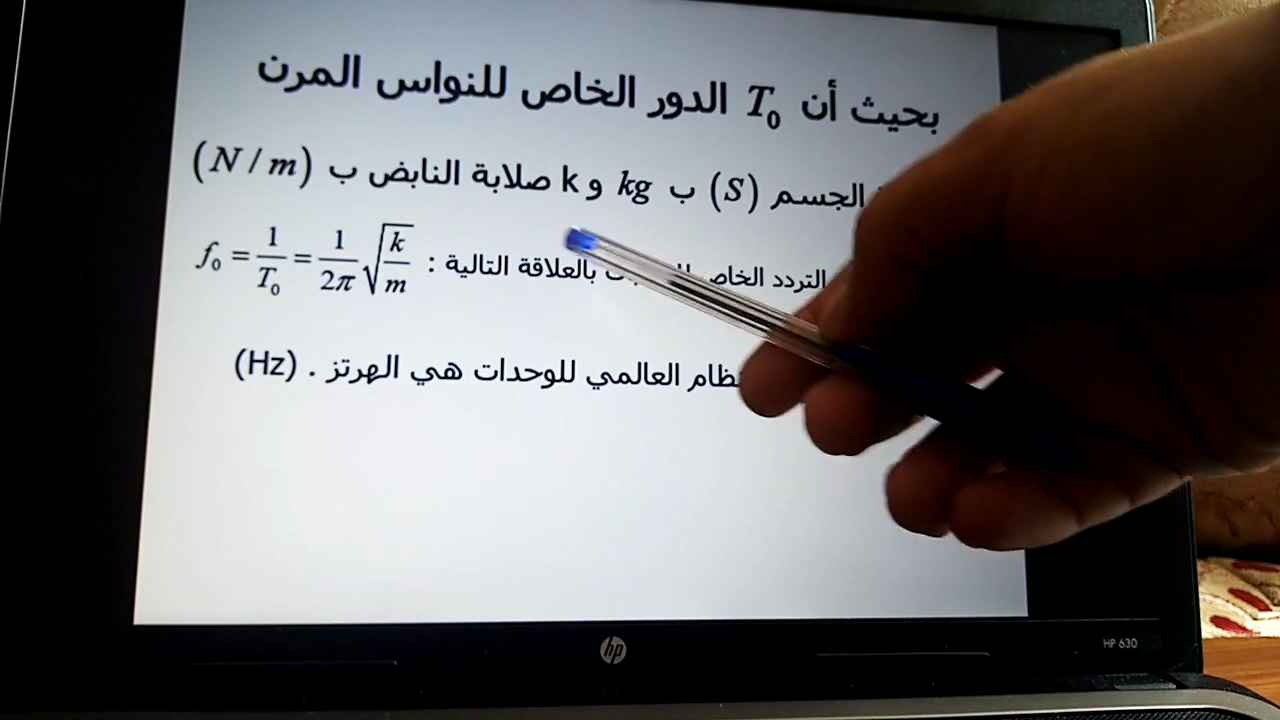 بحيث أن T₀ الدور الخاص للنواس المرن
الجسم (S) ب kg و k صلابة النابض ب (N/m)
التردد الخاص بالعلاقة التالية : f₀ = 1/T₀ = 1/2π √(k/m)
العالمي للوحدات هي الهرتز . (Hz)
hp
HP 630